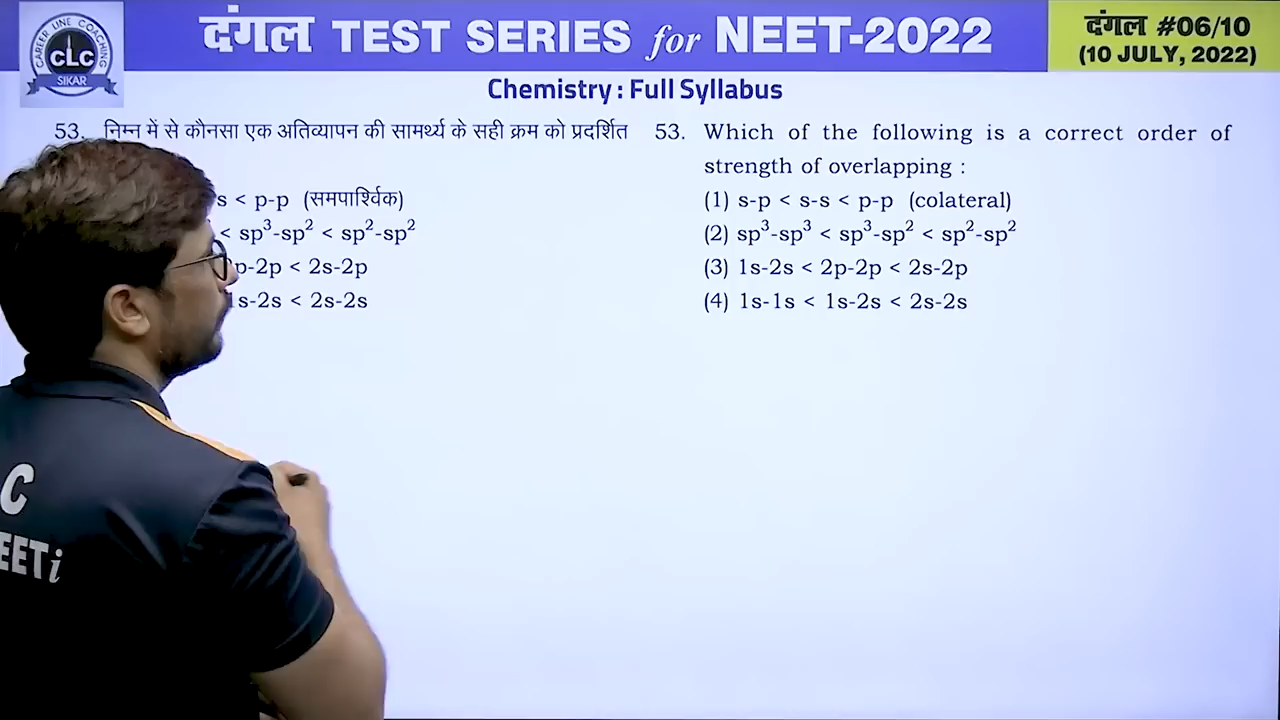 CAREER LINE COACHING
CLC
SIKAR
दंगल TEST SERIES for NEET-2022
दंगल #06/10
(10 JULY, 2022)
Chemistry : Full Syllabus
53. निम्न में से कौनसा एक अतिव्यापन की सामर्थ्य के सही क्रम को प्रदर्शित
s < p-p (समपार्श्विक)
< sp³-sp² < sp²-sp²
p-2p < 2s-2p
1s-2s < 2s-2s
53. Which of the following is a correct order of
strength of overlapping :
(1) s-p < s-s < p-p (colateral)
(2) sp³-sp³ < sp³-sp² < sp²-sp²
(3) 1s-2s < 2p-2p < 2s-2p
(4) 1s-1s < 1s-2s < 2s-2s
C
EETi